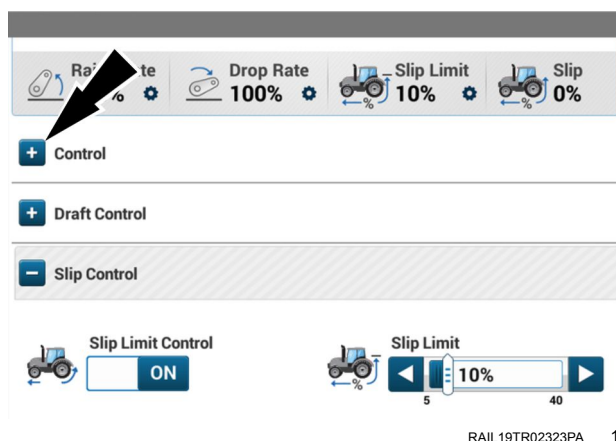 Drop Rate
Slip Limit
Slip
%
100%
10%
0%
+ Control
+ Draft Control
− Slip Control
Slip Limit Control
Slip Limit
ON
10%
5
40
RAIL19TR02323PA 1